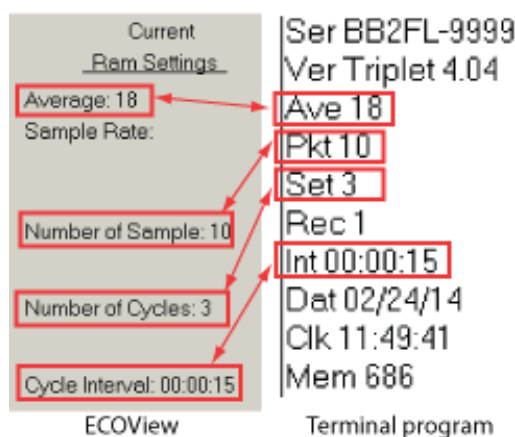 Current
Ram Settings
Average: 18
Sample Rate:
Number of Sample: 10
Number of Cycles: 3
Cycle Interval: 00:00:15
ECOView
Ser BB2FL-9999
Ver Triplet 4.04
Ave 18
Pkt 10
Set 3
Rec 1
Int 00:00:15
Dat 02/24/14
Clk 11:49:41
Mem 686
Terminal program